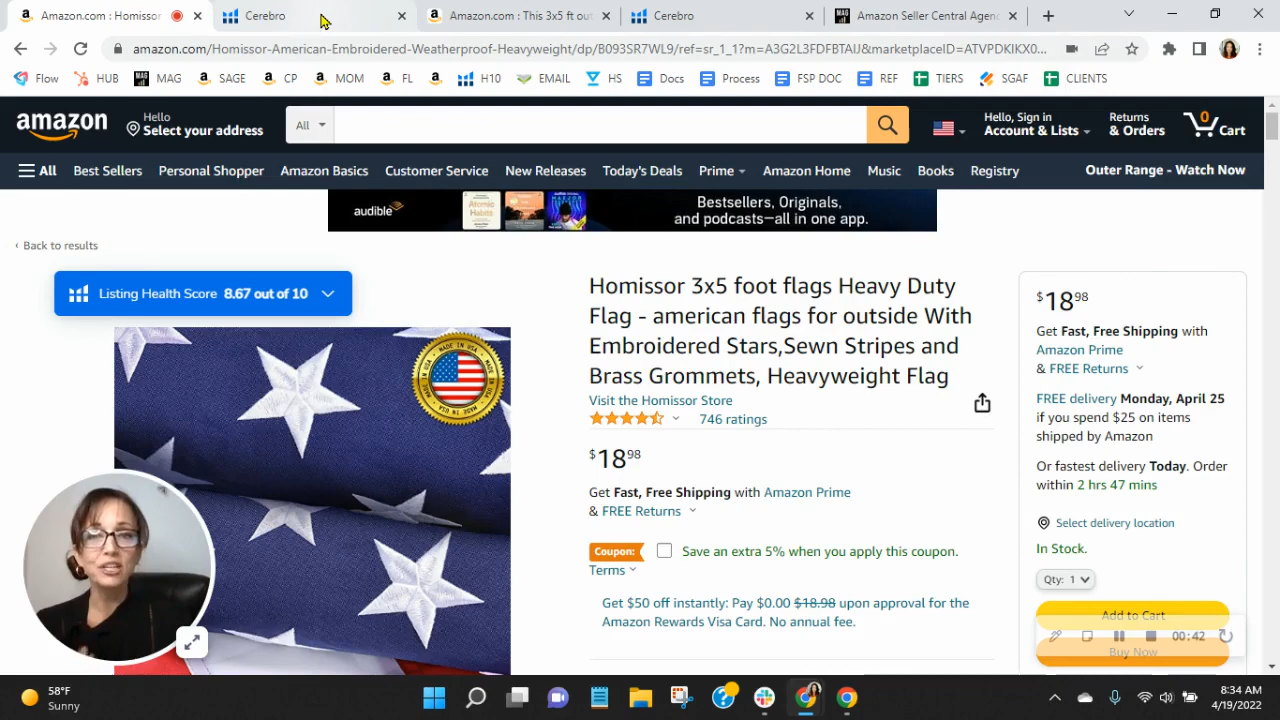 Amazon.com : Homissor
Cerebro
Amazon.com : This 3x5 ft out
Cerebro
Amazon Seller Central Agen
amazon.com/Homissor-American-Embroidered-Weatherproof-Heavyweight/dp/B093SR7WL9/ref=sr_1_1?m=A3G2L3FDFBTAIJ&marketplaceID=ATVPDKIKX0...
Flow HUB MAG SAGE CP MOM FL H10 EMAIL HS Docs Process FSP DOC REF TIERS SGAF CLIENTS
amazon
Hello
Select your address
All
Hello, Sign in
Account & Lists
Returns
& Orders
0
Cart
All Best Sellers Personal Shopper Amazon Basics Customer Service New Releases Today's Deals Prime Amazon Home Music Books Registry Outer Range - Watch Now
audible
Atomic
Habits
Bestsellers, Originals,
and podcasts—all in one app.
‹ Back to results
Listing Health Score 8.67 out of 10
MADE IN USA
MADE IN USA
Homissor 3x5 foot flags Heavy Duty
Flag - american flags for outside With
Embroidered Stars,Sewn Stripes and
Brass Grommets, Heavyweight Flag
Visit the Homissor Store
746 ratings
$18⁹⁸
Get Fast, Free Shipping with Amazon Prime
& FREE Returns
Coupon: Save an extra 5% when you apply this coupon.
Terms
Get $50 off instantly: Pay $0.00 $18.98 upon approval for the
Amazon Rewards Visa Card. No annual fee.
$18⁹⁸
Get Fast, Free Shipping with
Amazon Prime
& FREE Returns
FREE delivery Monday, April 25
if you spend $25 on items
shipped by Amazon
Or fastest delivery Today. Order
within 2 hrs 47 mins
Select delivery location
In Stock.
Qty: 1
Add to Cart
00:42
Buy Now
58°F
Sunny
8:34 AM
4/19/2022